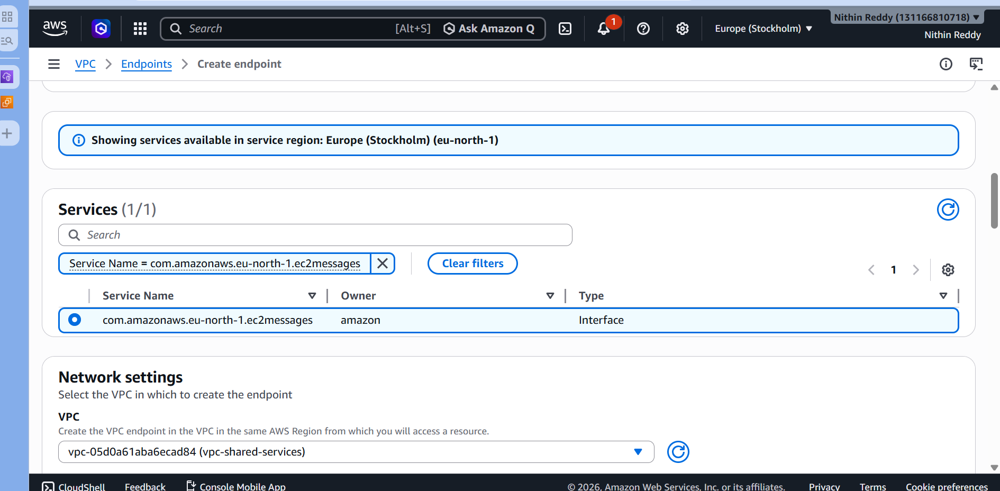 Nithin Reddy (131166810718)
aws
Search [Alt+S] Ask Amazon Q 1 Europe (Stockholm)
Nithin Reddy
VPC Endpoints Create endpoint
Showing services available in service region: Europe (Stockholm) (eu-north-1)
Services (1/1)
Search
Service Name = com.amazonaws.eu-north-1.ec2messages Clear filters 1
Service Name Owner Type
com.amazonaws.eu-north-1.ec2messages amazon Interface
Network settings
Select the VPC in which to create the endpoint
VPC
Create the VPC endpoint in the VPC in the same AWS Region from which you will access a resource.
vpc-05d0a61aba6ecad84 (vpc-shared-services)
CloudShell Feedback Console Mobile App © 2026, Amazon Web Services, Inc. or its affiliates. Privacy Terms Cookie preferences